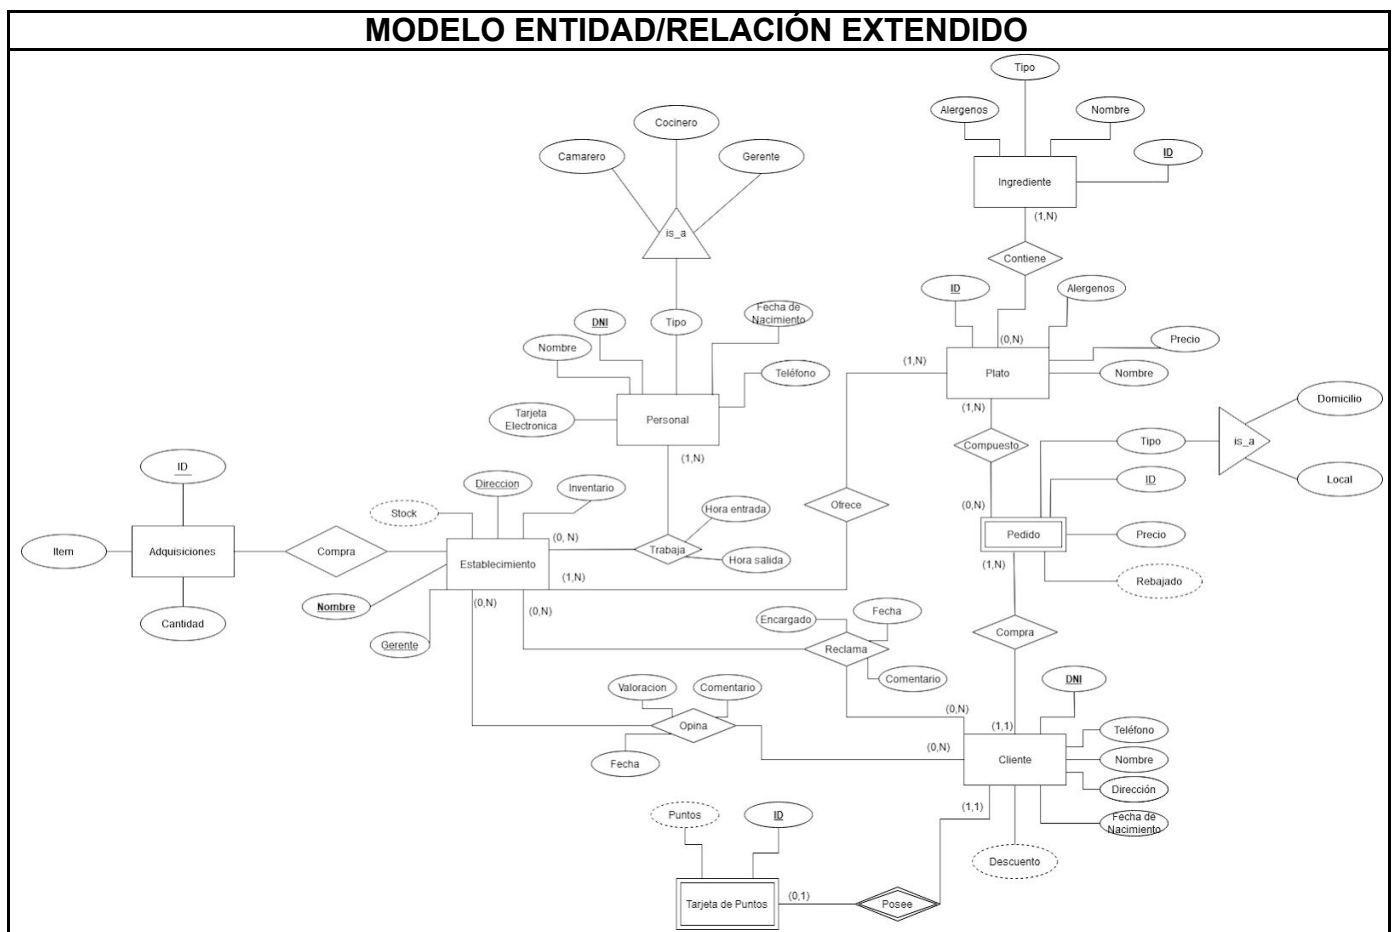 MODELO ENTIDAD/RELACIÓN EXTENDIDO
Tipo
Alergenos
Nombre
ID
Ingrediente
(1,N)
Contiene
Cocinero
Camarero
Gerente
is_a
ID
Alergenos
(0,N)
Precio
Nombre
Plato
(1,N)
(1,N)
DNI
Tipo
Fecha de
Nacimiento
Nombre
Teléfono
Tarjeta
Electronica
Personal
(1,N)
Compuesto
(0,N)
Domicilio
Tipo
is_a
Local
ID
Pedido
Precio
Rebajado
(1,N)
ID
Item
Adquisiciones
Cantidad
Compra
Direccion
Inventario
Stock
Establecimiento
Nombre
Gerente
(0, N)
(1,N)
(0,N)
(0,N)
Hora entrada
Trabaja
Hora salida
Ofrece
Encargado
Fecha
Reclama
Comentario
Compra
Valoracion
Comentario
Opina
Fecha
(0,N)
(0,N)
(1,1)
DNI
Teléfono
Cliente
Nombre
Dirección
Fecha de
Nacimiento
(1,1)
Descuento
Puntos
ID
Tarjeta de Puntos
(0,1)
Posee